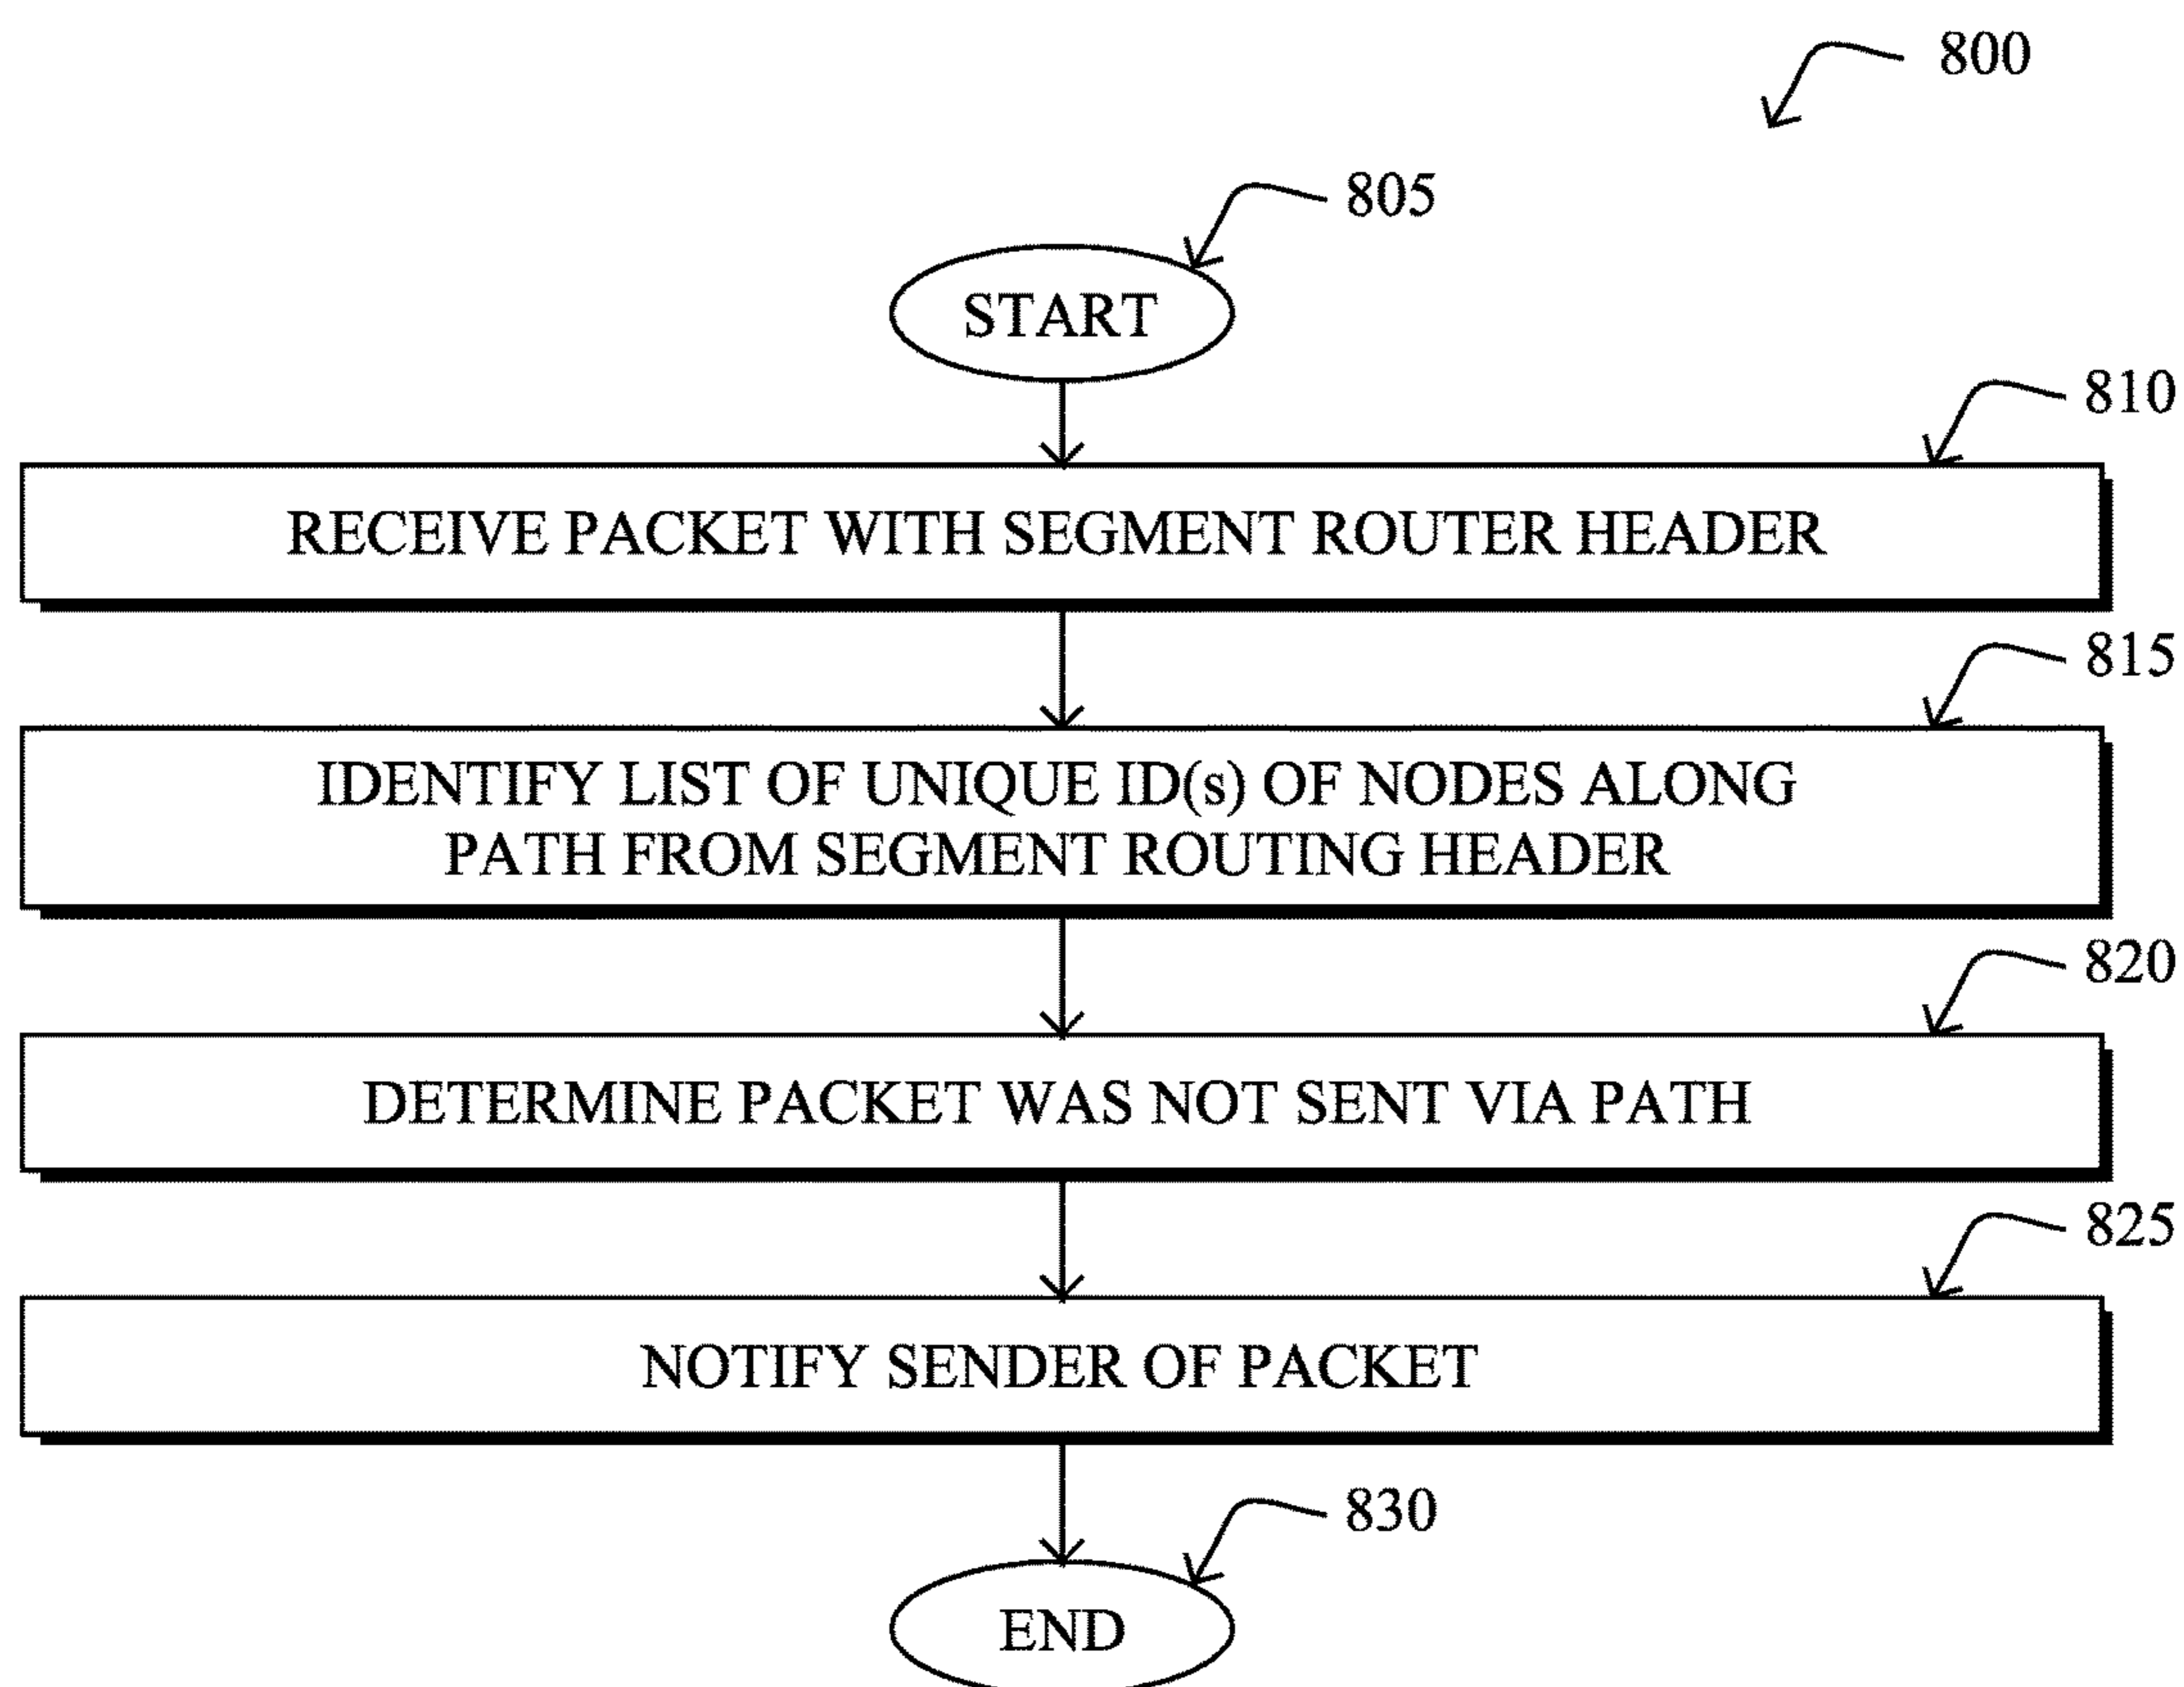 800
805
START
810
RECEIVE PACKET WITH SEGMENT ROUTER HEADER
815
IDENTIFY LIST OF UNIQUE ID(s) OF NODES ALONG
PATH FROM SEGMENT ROUTING HEADER
820
DETERMINE PACKET WAS NOT SENT VIA PATH
825
NOTIFY SENDER OF PACKET
830
END